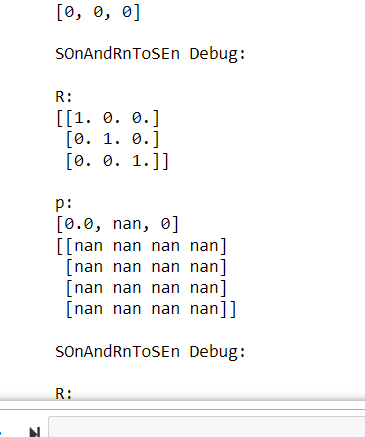 [0, 0, 0]
SOnAndRnToSEn Debug:
R:
[[1. 0. 0.]
[0. 1. 0.]
[0. 0. 1.]]
p:
[0.0, nan, 0]
[[nan nan nan nan]
[nan nan nan nan]
[nan nan nan nan]
[nan nan nan nan]]
SOnAndRnToSEn Debug:
R: